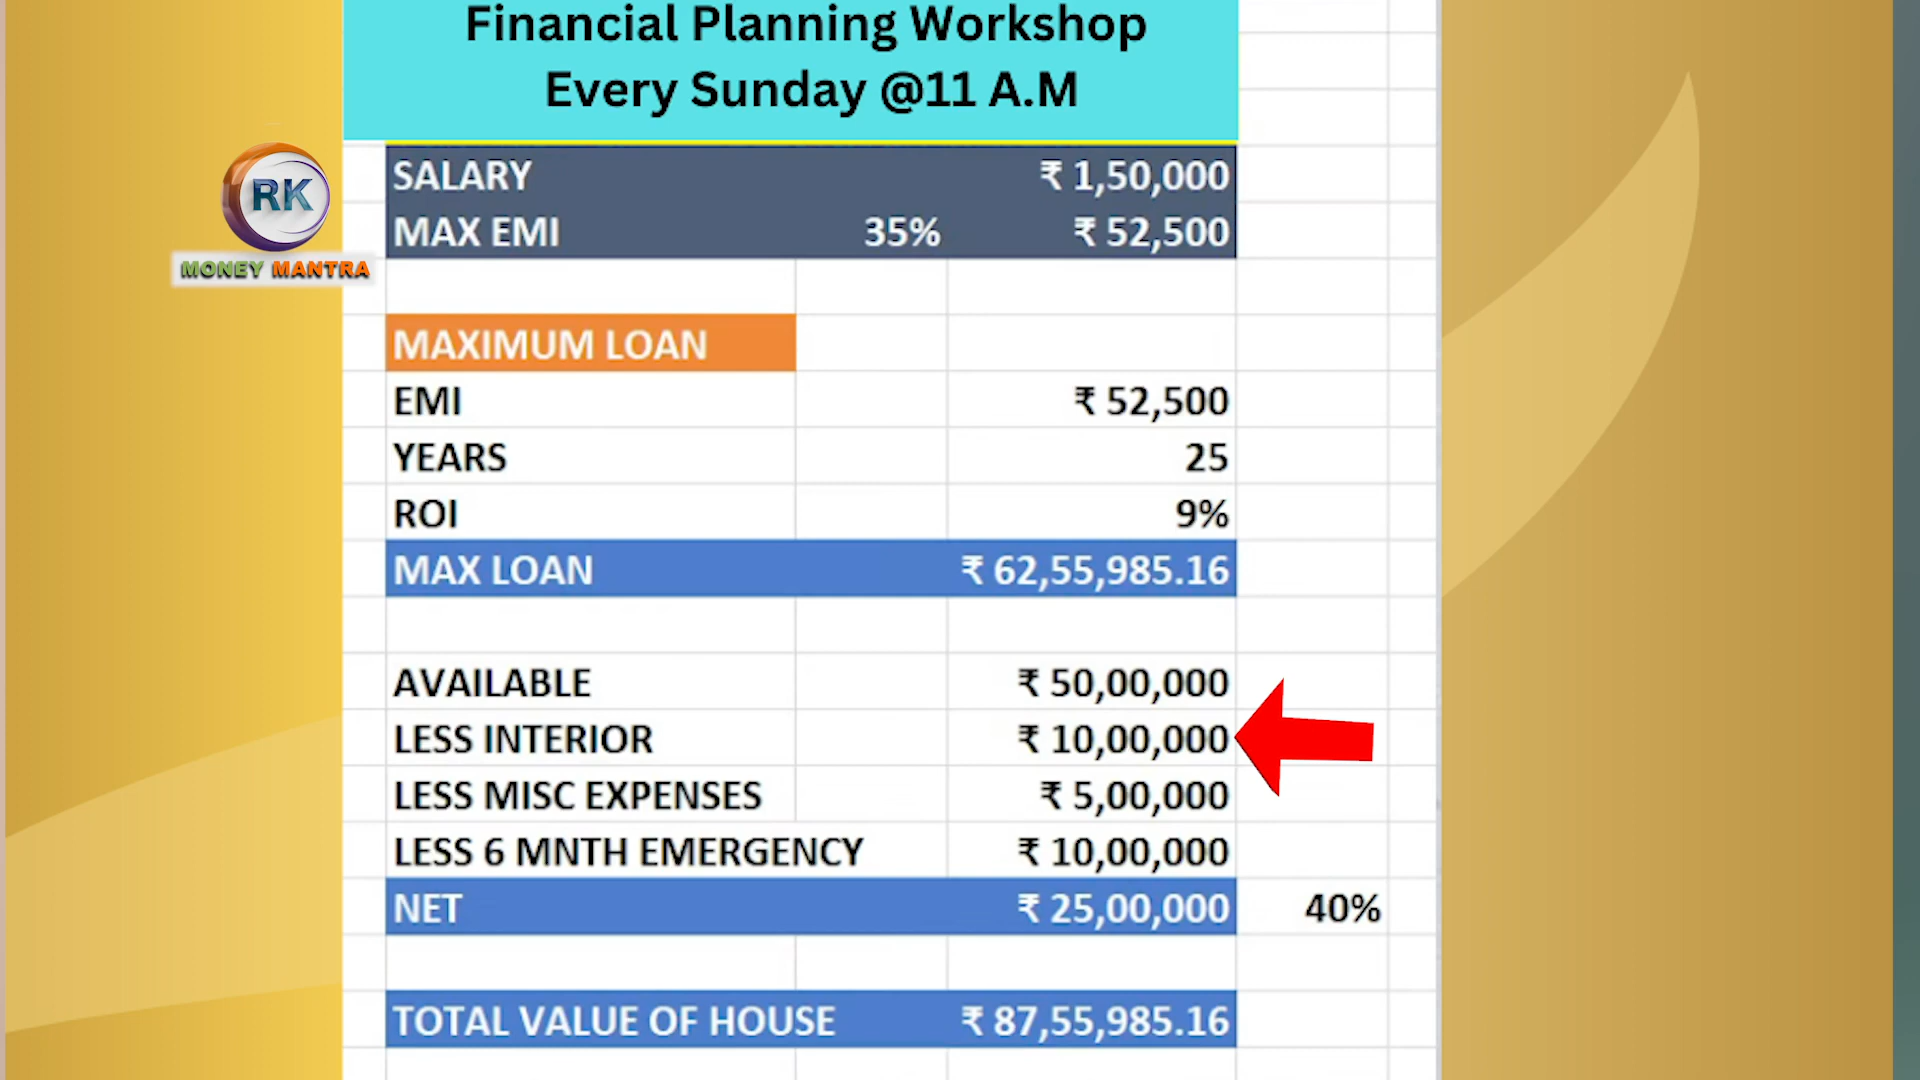 Financial Planning Workshop
Every Sunday @11 A.M
RK
MONEY MANTRA
SALARY ₹ 1,50,000
MAX EMI 35% ₹ 52,500
MAXIMUM LOAN
EMI ₹ 52,500
YEARS 25
ROI 9%
MAX LOAN ₹ 62,55,985.16
AVAILABLE ₹ 50,00,000
LESS INTERIOR ₹ 10,00,000
LESS MISC EXPENSES ₹ 5,00,000
LESS 6 MNTH EMERGENCY ₹ 10,00,000
NET ₹ 25,00,000 40%
TOTAL VALUE OF HOUSE ₹ 87,55,985.16